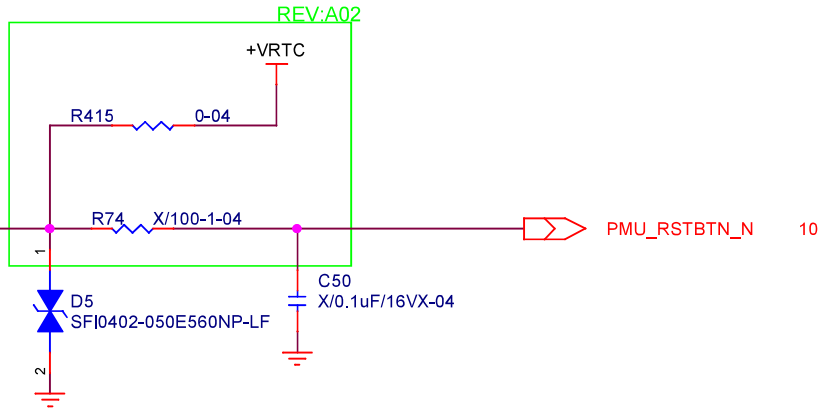 REV:A02
+VRTC
R415 0-04
R74 X/100-1-04
PMU_RSTBTN_N 10
1
C50
X/0.1uF/16VX-04
D5
SFI0402-050E560NP-LF
2